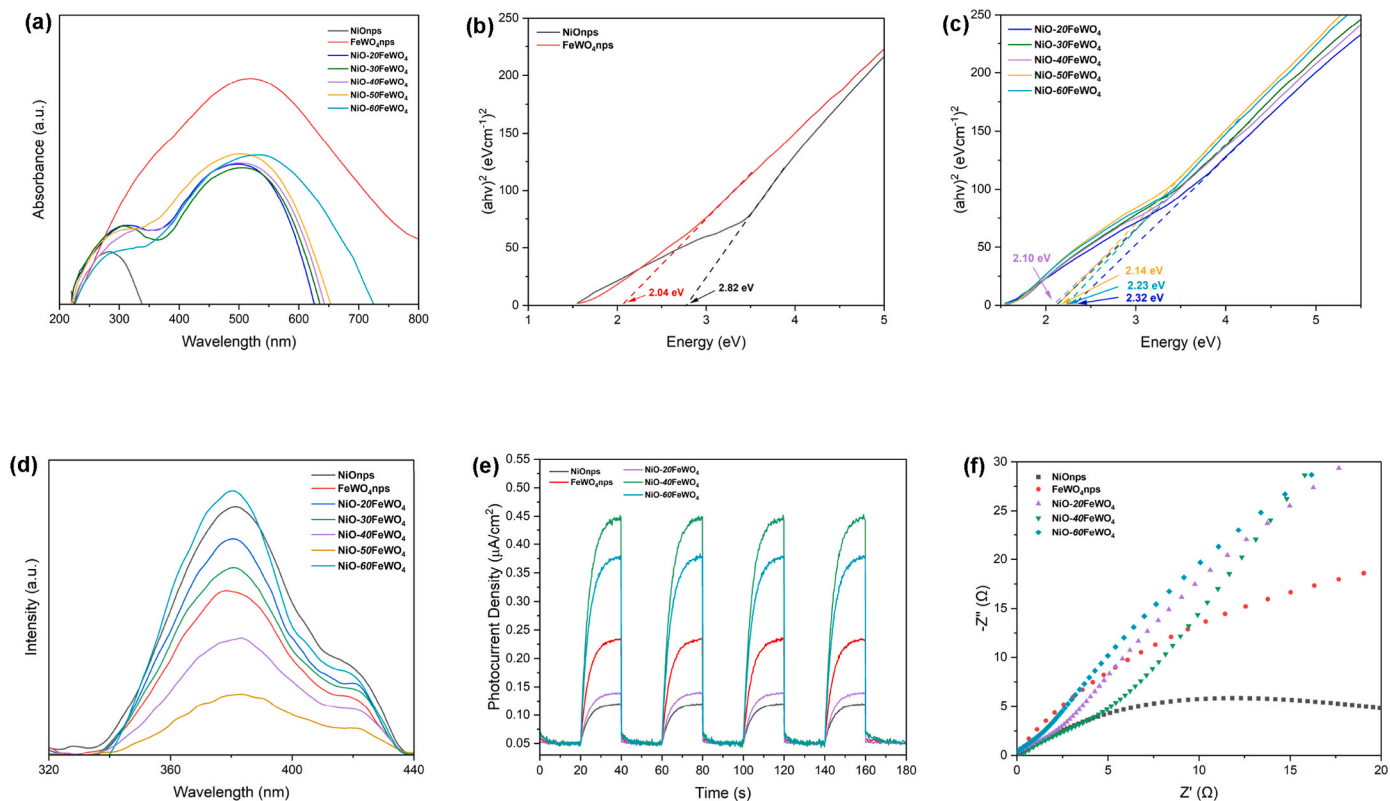 (a)
NiOnps
FeWO₄nps
NiO-20FeWO₄
NiO-30FeWO₄
NiO-40FeWO₄
NiO-50FeWO₄
NiO-60FeWO₄
Absorbance (a.u.)
200 300 400 500 600 700 800
Wavelength (nm)
(b)
NiOnps
FeWO₄nps
(ahv)² (eVcm⁻¹)²
250
200
150
100
50
0
2.04 eV
2.82 eV
1 2 3 4 5
Energy (eV)
(c)
NiO-20FeWO₄
NiO-30FeWO₄
NiO-40FeWO₄
NiO-50FeWO₄
NiO-60FeWO₄
(ahv)² (eVcm⁻¹)²
250
200
150
100
50
0
2.10 eV
2.14 eV
2.23 eV
2.32 eV
2 3 4 5
Energy (eV)
(d)
NiOnps
FeWO₄nps
NiO-20FeWO₄
NiO-30FeWO₄
NiO-40FeWO₄
NiO-50FeWO₄
NiO-60FeWO₄
Intensity (a.u.)
320 360 400 440
Wavelength (nm)
(e)
NiOnps
FeWO₄nps
NiO-20FeWO₄
NiO-40FeWO₄
NiO-60FeWO₄
Photocurrent Density (μA/cm²)
0.55
0.50
0.45
0.40
0.35
0.30
0.25
0.20
0.15
0.10
0.05
0 20 40 60 80 100 120 140 160 180
Time (s)
(f)
NiOnps
FeWO₄nps
NiO-20FeWO₄
NiO-40FeWO₄
NiO-60FeWO₄
-Z" (Ω)
30
25
20
15
10
5
0
0 5 10 15 20
Z' (Ω)